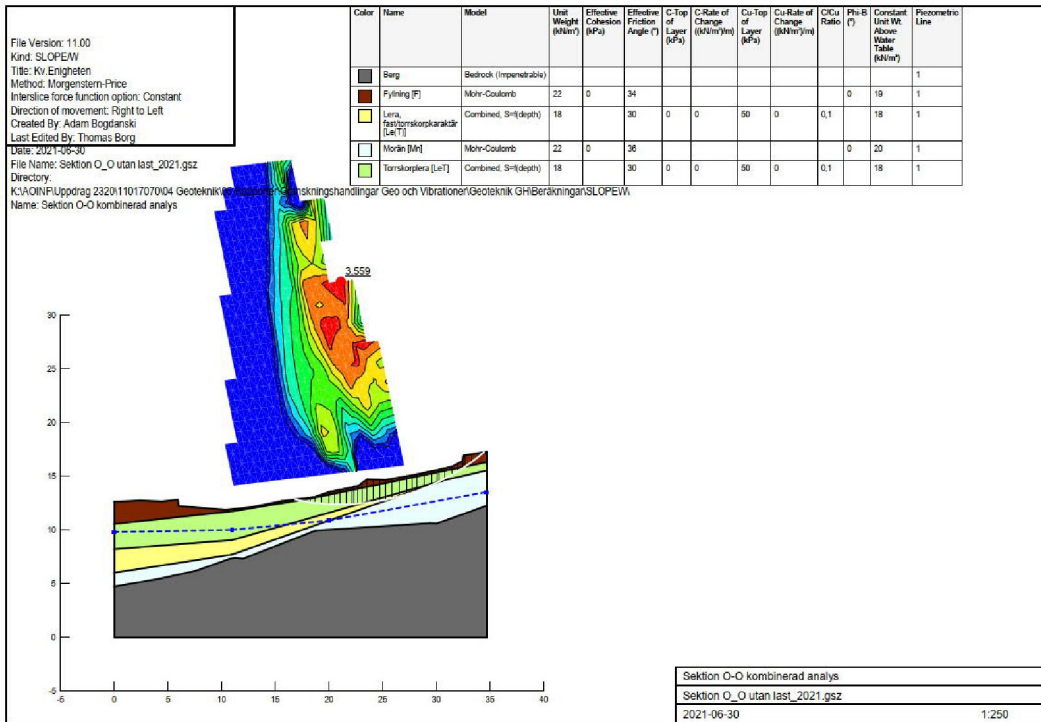 File Version: 11.00
Kind: SLOPE/W
Title: Kv.Enigheten
Method: Morgenstern-Price
Interslice force function option: Constant
Direction of movement: Right to Left
Created By: Adam Bogdanski
Last Edited By: Thomas Borg
Date: 2021-06-30
File Name: Sektion O_O utan last_2021.gsz
Directory:
Geoteknik GH\Beräkningar\SLOPE\W\
Name: Sektion O-O kombinerad analys
Color Name Model Unit Weight (kN/m³) Effective Cohesion (kPa) Effective Friction Angle (°) C-Top of Layer (kPa) C-Rate of Change ((kN/m²)/m) Cu-Top of Layer (kPa) Cu-Rate of Change ((kN/m²)/m) C/Cu Ratio Phi-B (°) Constant Unit Wt. Above Water Table (kN/m³) Piezometric Line
Berg Bedrock (Impenetrable) 1
Fyllning [F] Mohr-Coulomb 22 0 34 0 19 1
Lera, fast/torrskorpkaraktär [Le(T)] Combined, S=f(depth) 18 30 0 0 50 0 0,1 18 1
Morän [Mn] Mohr-Coulomb 22 0 36 0 20 1
Torrskorplera [LeT] Combined, S=f(depth) 18 30 0 0 50 0 0,1 18 1
3.559
30
25
20
15
10
5
0
-5
-5 0 5 10 15 20 25 30 35 40
Sektion O-O kombinerad analys
Sektion O_O utan last_2021.gsz
2021-06-30 1:250